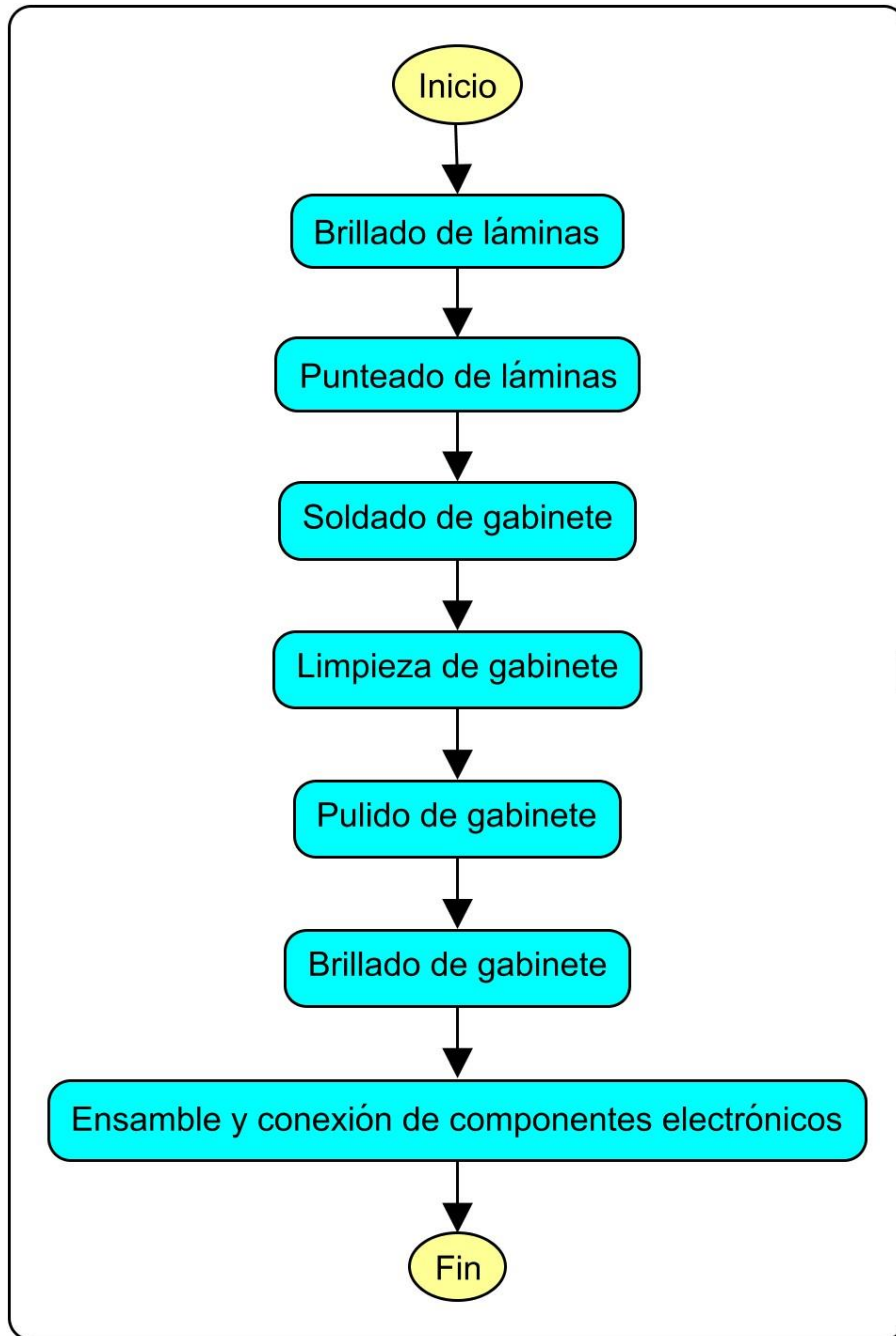 Inicio
Brillado de láminas
Punteado de láminas
Soldado de gabinete
Limpieza de gabinete
Pulido de gabinete
Brillado de gabinete
Ensamble y conexión de componentes electrónicos
Fin